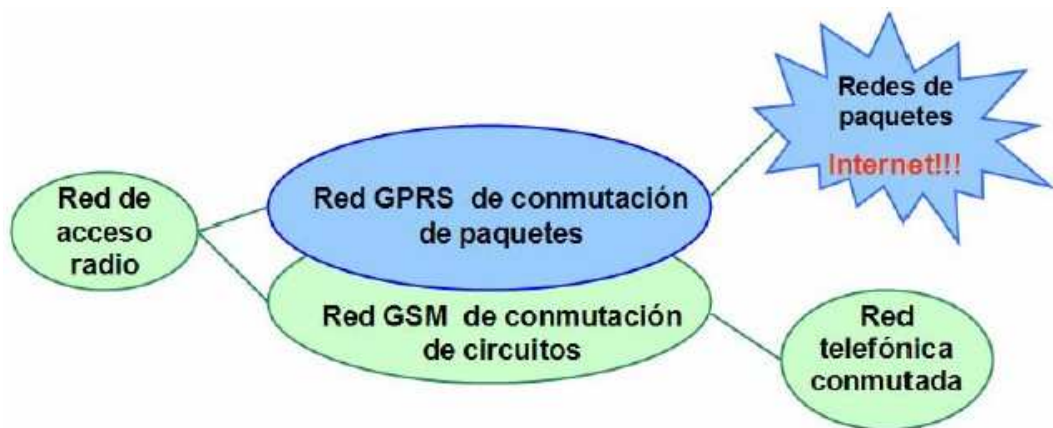 Red de
acceso
radio
Red GPRS de conmutación
de paquetes
Red GSM de conmutación
de circuitos
Redes de
paquetes
Internet!!!
Red
telefónica
conmutada